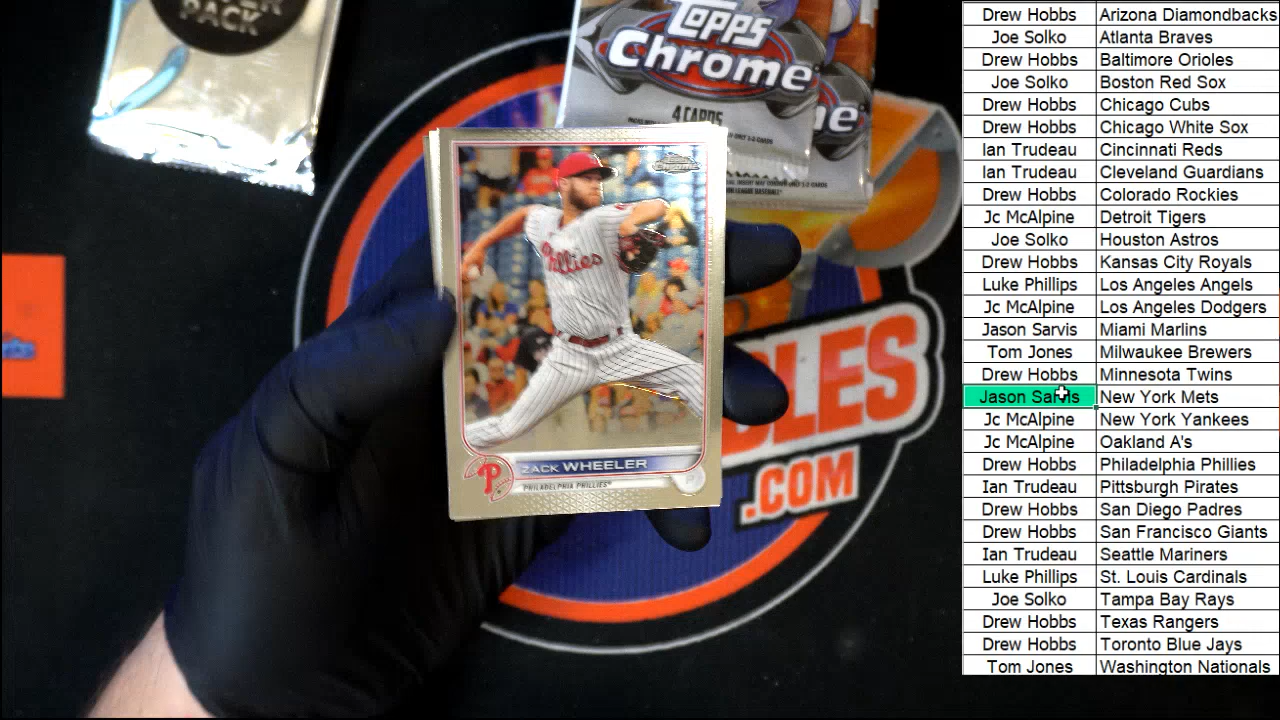 PACK
TOPPS
Chrome
4 CARDS
Phillies
P
ZACK WHEELER
PHILADELPHIA PHILLIES
BLES
.COM
Drew Hobbs Arizona Diamondbacks
Joe Solko Atlanta Braves
Drew Hobbs Baltimore Orioles
Joe Solko Boston Red Sox
Drew Hobbs Chicago Cubs
Drew Hobbs Chicago White Sox
Ian Trudeau Cincinnati Reds
Ian Trudeau Cleveland Guardians
Drew Hobbs Colorado Rockies
Jc McAlpine Detroit Tigers
Joe Solko Houston Astros
Drew Hobbs Kansas City Royals
Luke Phillips Los Angeles Angels
Jc McAlpine Los Angeles Dodgers
Jason Sarvis Miami Marlins
Tom Jones Milwaukee Brewers
Drew Hobbs Minnesota Twins
Jason Sarvis New York Mets
Jc McAlpine New York Yankees
Jc McAlpine Oakland A's
Drew Hobbs Philadelphia Phillies
Ian Trudeau Pittsburgh Pirates
Drew Hobbs San Diego Padres
Drew Hobbs San Francisco Giants
Ian Trudeau Seattle Mariners
Luke Phillips St. Louis Cardinals
Joe Solko Tampa Bay Rays
Drew Hobbs Texas Rangers
Drew Hobbs Toronto Blue Jays
Tom Jones Washington Nationals